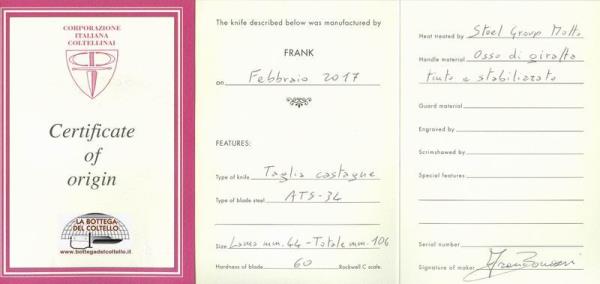 CORPORAZIONE
ITALIANA
COLTELLINAI
Certificate
of
origin
LA BOTTEGA
DEL COLTELLO
www.bottegadelcoltello.it
The knife described below was manufactured by
FRANK
on Febbraio 2017
FEATURES:
Type of knife Taglia castagne
Type of blade steel ATS-34
Size Lama mm. 44 - Totale mm. 106
Hardness of blade 60 Rockwell C scale.
Heat treated by Steel Group Motta
Handle material Osso di giraffa
tinto e stabilizzato
Guard material
Engraved by
Scrimshawed by
Special features
Serial number
Signature of maker